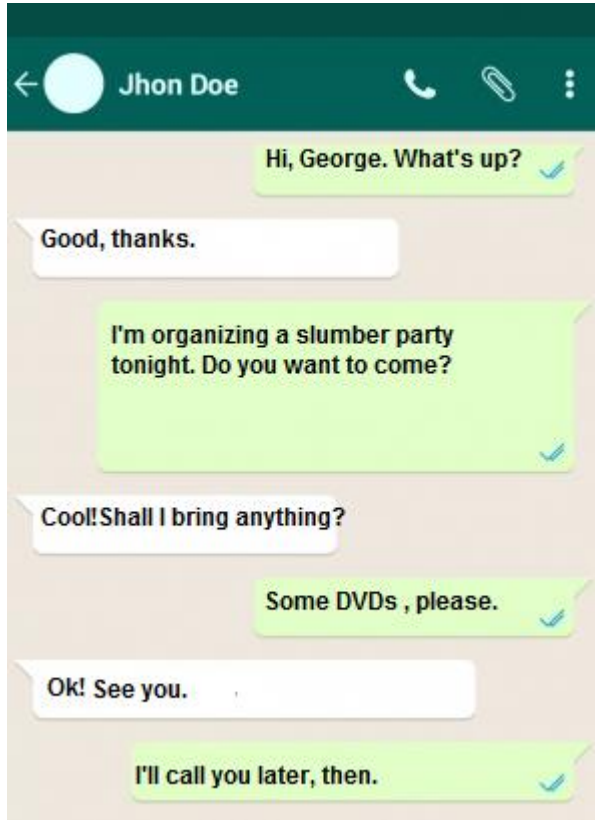 Jhon Doe
Hi, George. What's up?
Good, thanks.
I'm organizing a slumber party
tonight. Do you want to come?
Cool!Shall I bring anything?
Some DVDs , please.
Ok! See you.
I'll call you later, then.